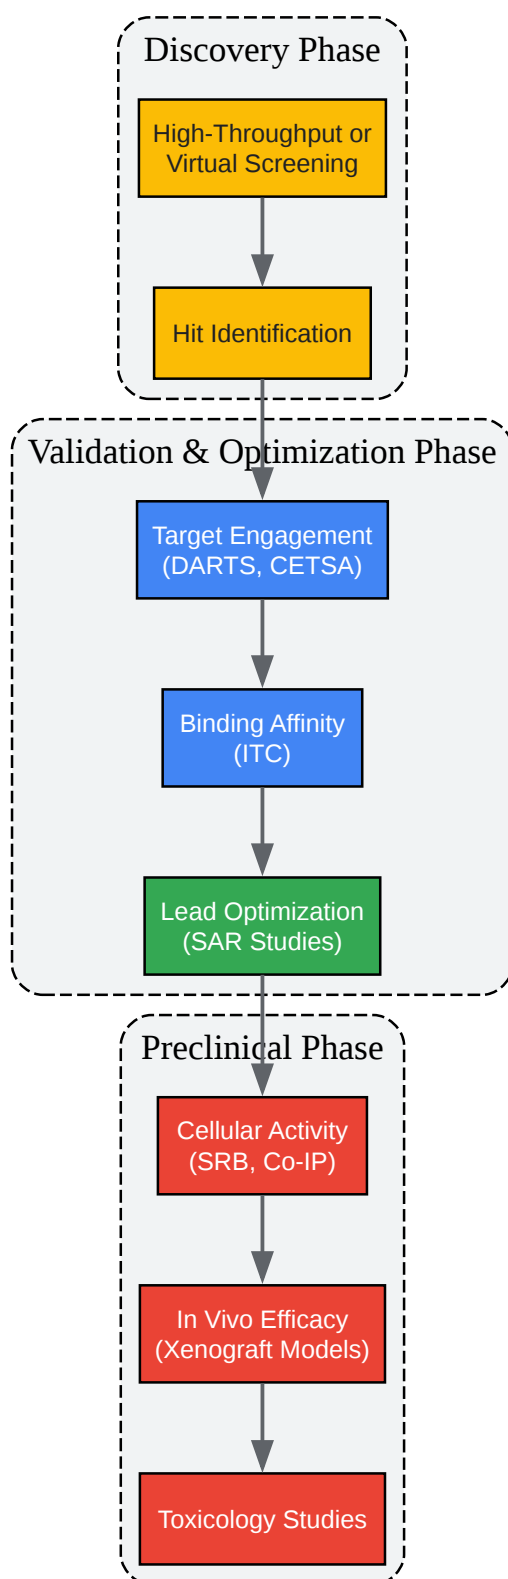 Discovery Phase
High-Throughput or
Virtual Screening
Hit Identification
Validation & Optimization Phase
Target Engagement
(DARTS, CETSA)
Binding Affinity
(ITC)
Lead Optimization
(SAR Studies)
Preclinical Phase
Cellular Activity
(SRB, Co-IP)
In Vivo Efficacy
(Xenograft Models)
Toxicology Studies